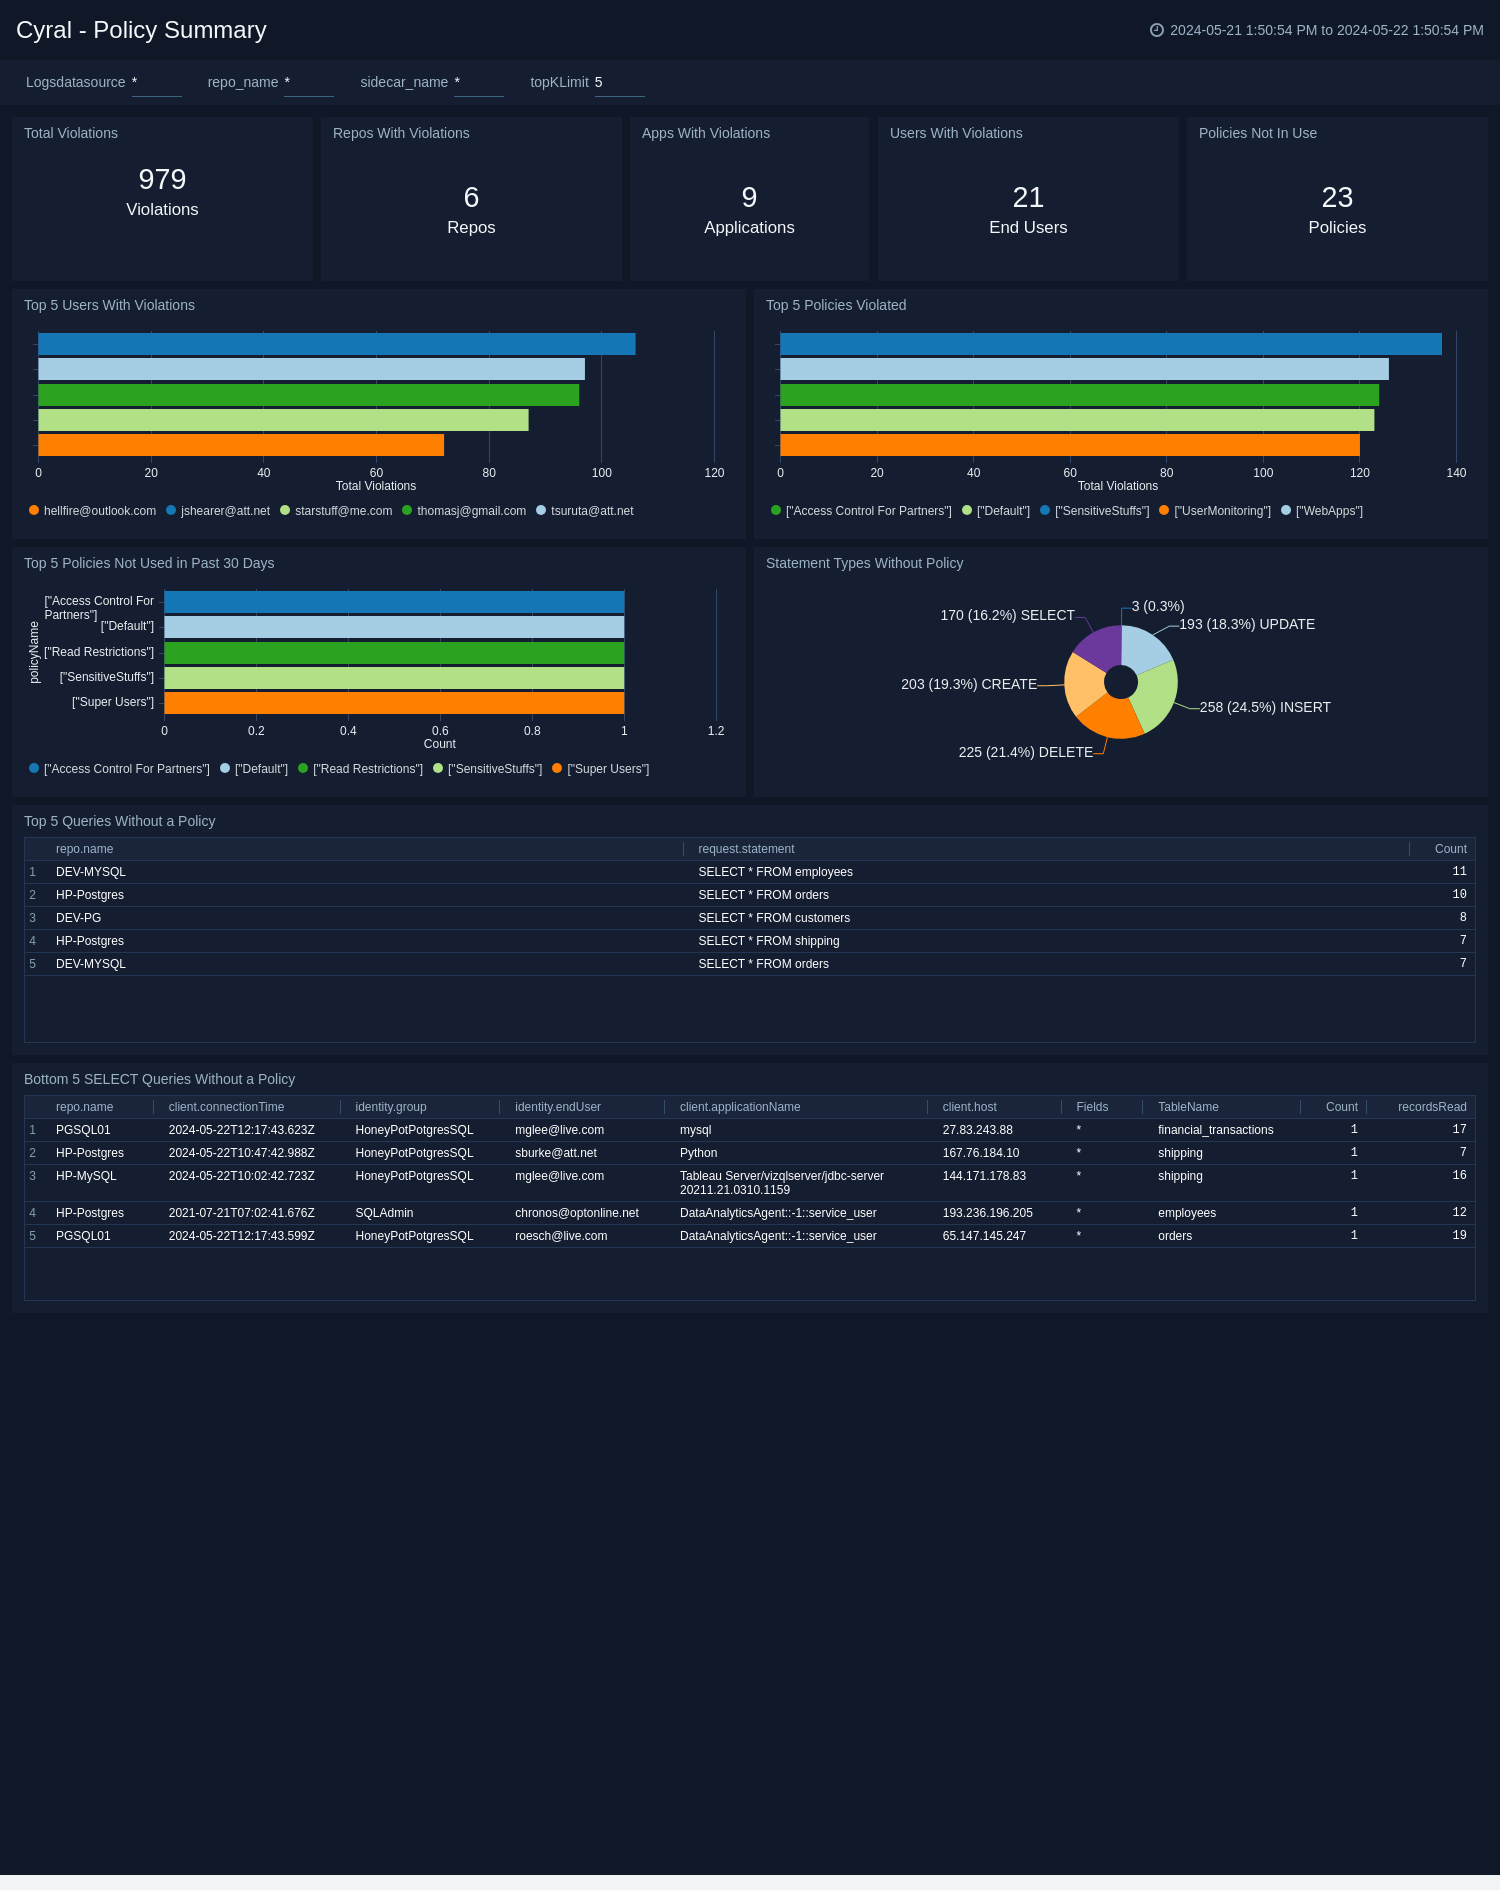 Cyral - Policy Summary
2024-05-21 1:50:54 PM to 2024-05-22 1:50:54 PM
Logsdatasource * repo_name * sidecar_name * topKLimit 5
Total Violations
979
Violations
Repos With Violations
6
Repos
Apps With Violations
9
Applications
Users With Violations
21
End Users
Policies Not In Use
23
Policies
Top 5 Users With Violations
0 20 40 60 80 100 120
Total Violations
hellfire@outlook.com jshearer@att.net starstuff@me.com thomasj@gmail.com tsuruta@att.net
Top 5 Policies Violated
0 20 40 60 80 100 120 140
Total Violations
["Access Control For Partners"] ["Default"] ["SensitiveStuffs"] ["UserMonitoring"] ["WebApps"]
Top 5 Policies Not Used in Past 30 Days
policyName
["Access Control For
Partners"]
["Default"]
["Read Restrictions"]
["SensitiveStuffs"]
["Super Users"]
0 0.2 0.4 0.6 0.8 1 1.2
Count
["Access Control For Partners"] ["Default"] ["Read Restrictions"] ["SensitiveStuffs"] ["Super Users"]
Statement Types Without Policy
3 (0.3%)
170 (16.2%) SELECT
193 (18.3%) UPDATE
203 (19.3%) CREATE
258 (24.5%) INSERT
225 (21.4%) DELETE
Top 5 Queries Without a Policy
repo.name request.statement Count
1 DEV-MYSQL SELECT * FROM employees 11
2 HP-Postgres SELECT * FROM orders 10
3 DEV-PG SELECT * FROM customers 8
4 HP-Postgres SELECT * FROM shipping 7
5 DEV-MYSQL SELECT * FROM orders 7
Bottom 5 SELECT Queries Without a Policy
repo.name client.connectionTime identity.group identity.endUser client.applicationName client.host Fields TableName Count recordsRead
1 PGSQL01 2024-05-22T12:17:43.623Z HoneyPotPotgresSQL mglee@live.com mysql 27.83.243.88 * financial_transactions 1 17
2 HP-Postgres 2024-05-22T10:47:42.988Z HoneyPotPotgresSQL sburke@att.net Python 167.76.184.10 * shipping 1 7
3 HP-MySQL 2024-05-22T10:02:42.723Z HoneyPotPotgresSQL mglee@live.com Tableau Server/vizqlserver/jdbc-server 144.171.178.83 * shipping 1 16
20211.21.0310.1159
4 HP-Postgres 2021-07-21T07:02:41.676Z SQLAdmin chronos@optonline.net DataAnalyticsAgent::-1::service_user 193.236.196.205 * employees 1 12
5 PGSQL01 2024-05-22T12:17:43.599Z HoneyPotPotgresSQL roesch@live.com DataAnalyticsAgent::-1::service_user 65.147.145.247 * orders 1 19